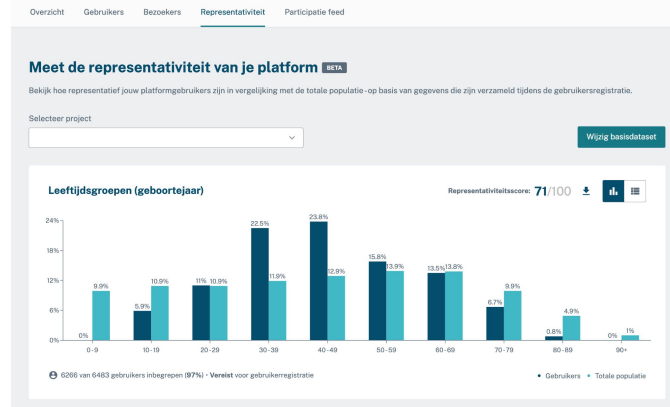 Overzicht Gebruikers Bezoekers Representativiteit Participatie feed
Meet de representativiteit van je platform BETA
Bekijk hoe representatief jouw platformgebruikers zijn in vergelijking met de totale populatie - op basis van gegevens die zijn verzameld tijdens de gebruikersregistratie.
Selecteer project
Wijzig basisdataset
Leeftijdsgroepen (geboortejaar)
Representativiteitsscore: 71/100
24%
18%
12%
6%
0%
0% 9.9%
5.9% 10.9%
11% 10.9%
22.5% 11.9%
23.8% 12.9%
15.8% 13.9%
13.5% 13.8%
6.7% 9.9%
0.8% 4.9%
0% 1%
0-9 10-19 20-29 30-39 40-49 50-59 60-69 70-79 80-89 90+
6266 van 6483 gebruikers inbegrepen (97%) • Vereist voor gebruikerregistratie
Gebruikers Totale populatie